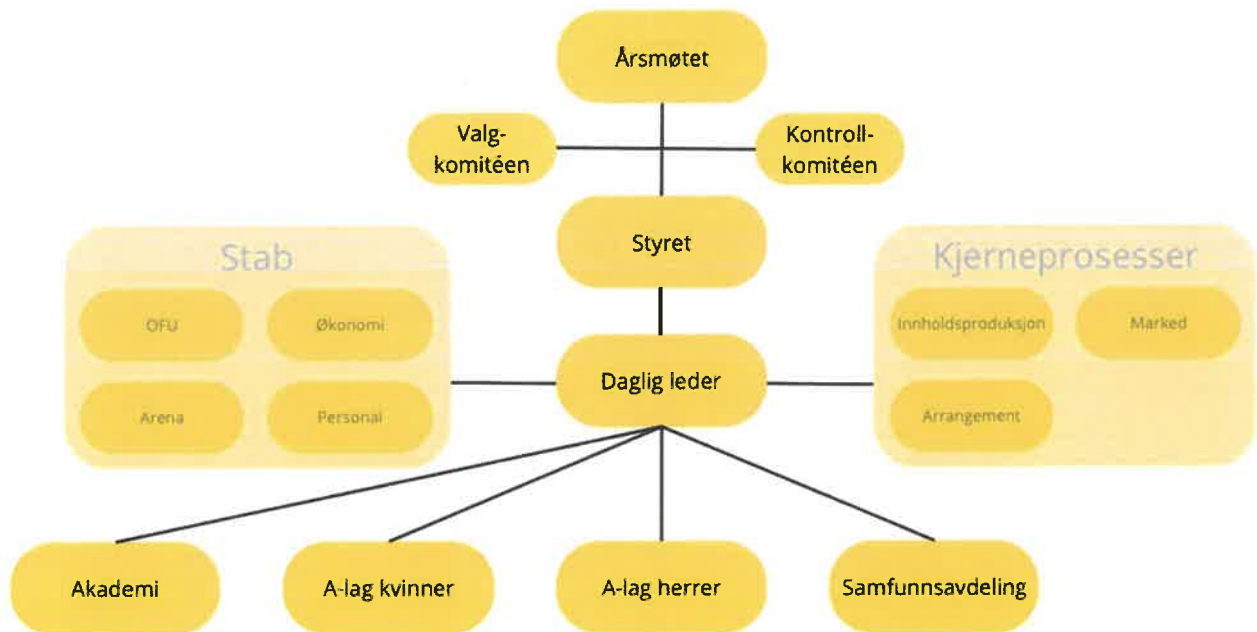 Årsmøtet
Valg-
komitéen
Kontroll-
komitéen
Styret
Stab
OFU
Økonomi
Arena
Personal
Kjerneprosesser
Innholdsproduksjon
Marked
Arrangement
Daglig leder
Akademi
A-lag kvinner
A-lag herrer
Samfunnsavdeling